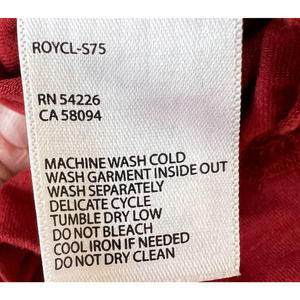 ROYCL-S75
RN 54226
CA 58094
MACHINE WASH COLD
WASH GARMENT INSIDE OUT
WASH SEPARATELY
DELICATE CYCLE
TUMBLE DRY LOW
DO NOT BLEACH
COOL IRON IF NEEDED
DO NOT DRY CLEAN